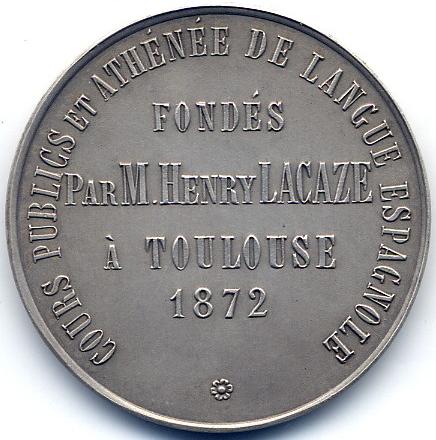 COURS PUBLICS ET ATHÉNÉE DE LANGUE ESPAGNOLE
FONDÉS
PAR M. HENRY LACAZE
À TOULOUSE
1872